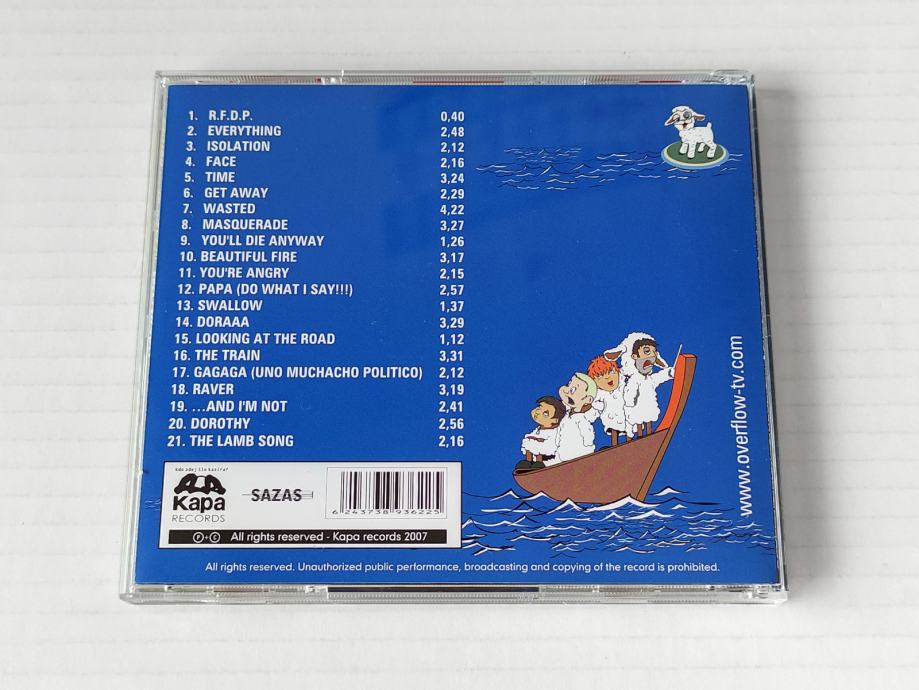 1. R.F.D.P. 0,40
2. EVERYTHING 2,48
3. ISOLATION 2,12
4. FACE 2,16
5. TIME 3,24
6. GET AWAY 2,29
7. WASTED 4,22
8. MASQUERADE 3,27
9. YOU'LL DIE ANYWAY 1,26
10. BEAUTIFUL FIRE 3,17
11. YOU'RE ANGRY 2,15
12. PAPA (DO WHAT I SAY!!!) 2,57
13. SWALLOW 1,37
14. DORAAA 3,29
15. LOOKING AT THE ROAD 1,12
16. THE TRAIN 3,31
17. GAGAGA (UNO MUCHACHO POLITICO) 2,12
18. RAVER 3,19
19. ...AND I'M NOT 2,41
20. DOROTHY 2,56
21. THE LAMB SONG 2,16
www.overflow-tv.com
Kapa
RECORDS
SAZAS
6 243738 936225
P+C All rights reserved - Kapa records 2007
All rights reserved. Unauthorized public performance, broadcasting and copying of the record is prohibited.